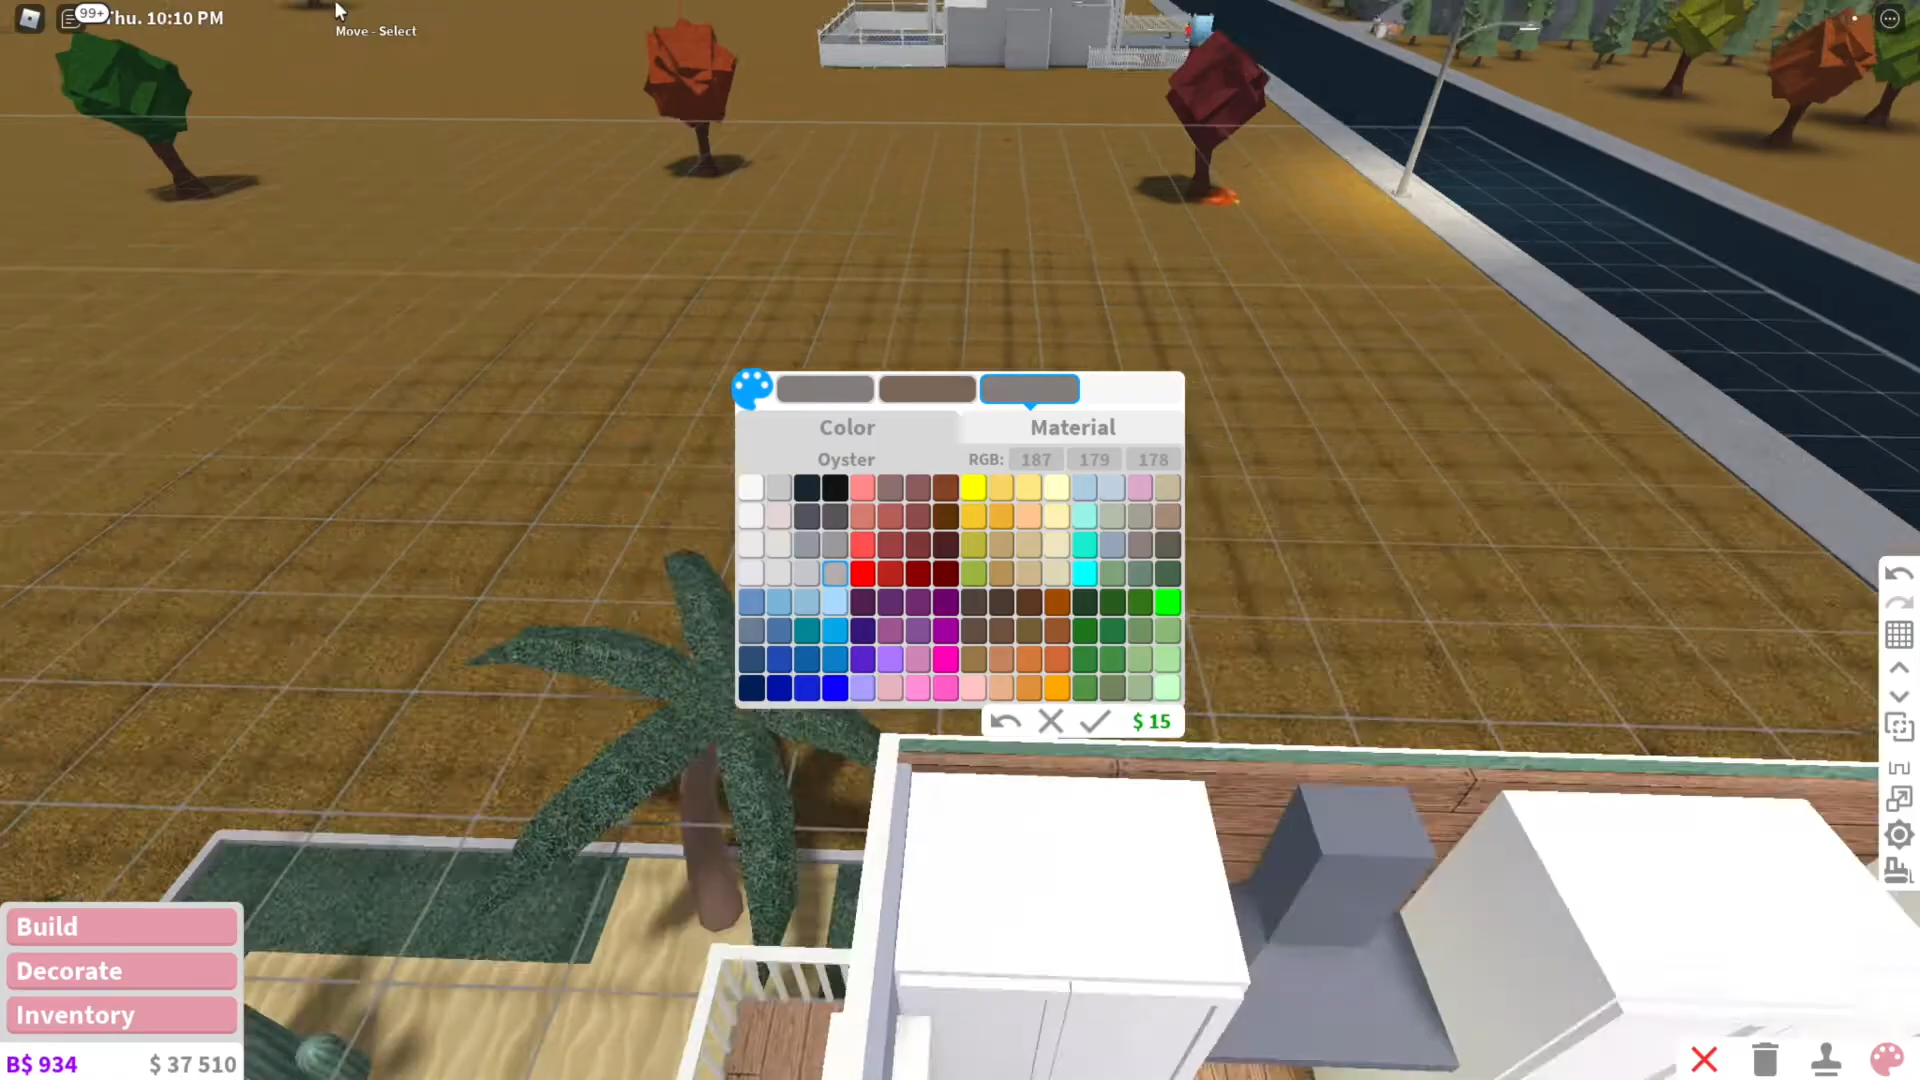 99+
Thu. 10:10 PM
Move - Select
Color
Material
Oyster
RGB: 187 179 178
$ 15
Build
Decorate
Inventory
B$ 934
$ 37 510